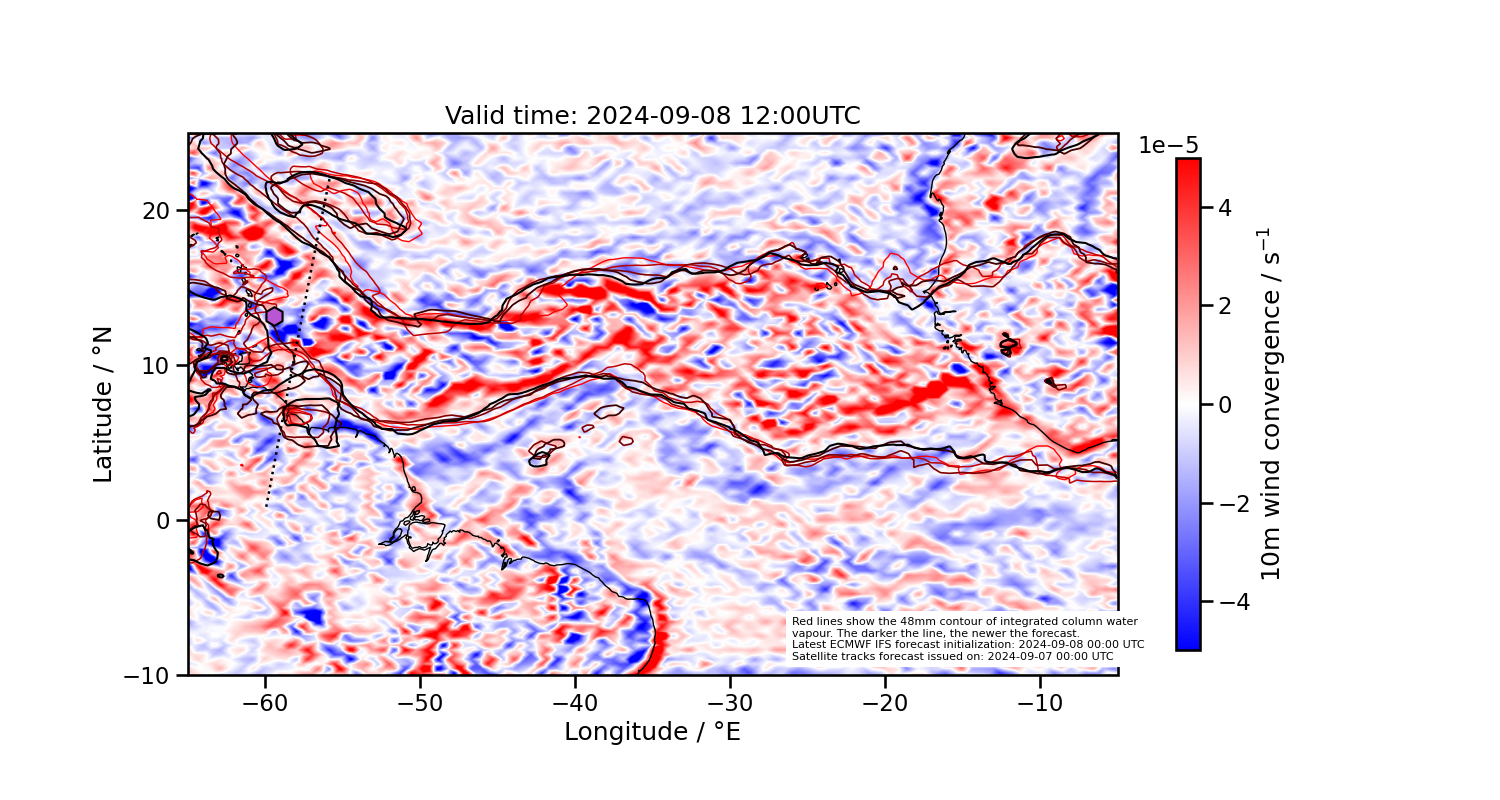 Valid time: 2024-09-08 12:00UTC
1e−5
20
10
0
−10
−60
−50
−40
−30
−20
−10
Latitude / °N
Longitude / °E
4
2
0
−2
−4
10m wind convergence / s⁻¹
Red lines show the 48mm contour of integrated column water
vapour. The darker the line, the newer the forecast.
Latest ECMWF IFS forecast initialization: 2024-09-08 00:00 UTC
Satellite tracks forecast issued on: 2024-09-07 00:00 UTC